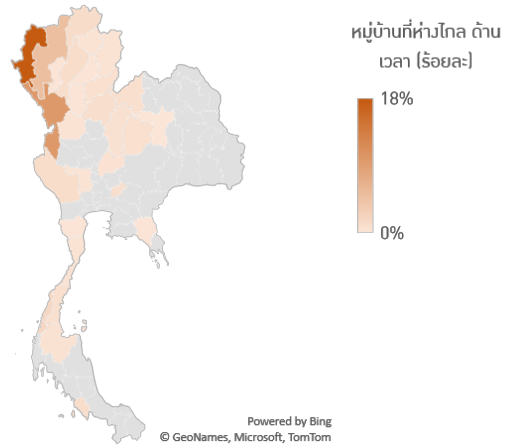 หมู่บ้านที่ห่างไกล ด้าน
เวลา (ร้อยละ)
18%
0%
Powered by Bing
© GeoNames, Microsoft, TomTom